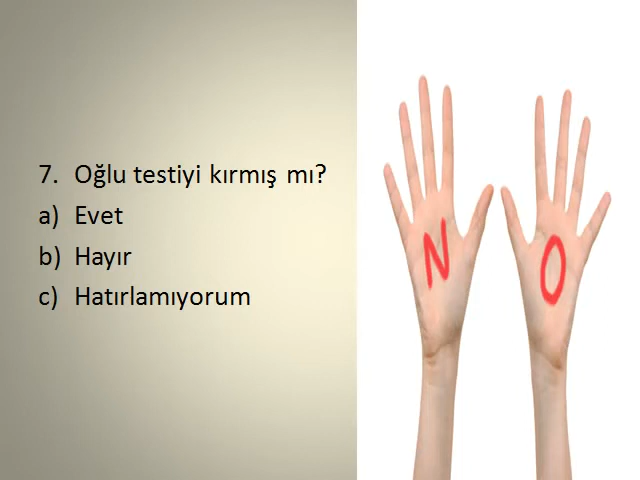 7. Oğlu testiyi kırmış mı?
a) Evet
b) Hayır
c) Hatırlamıyorum
N O